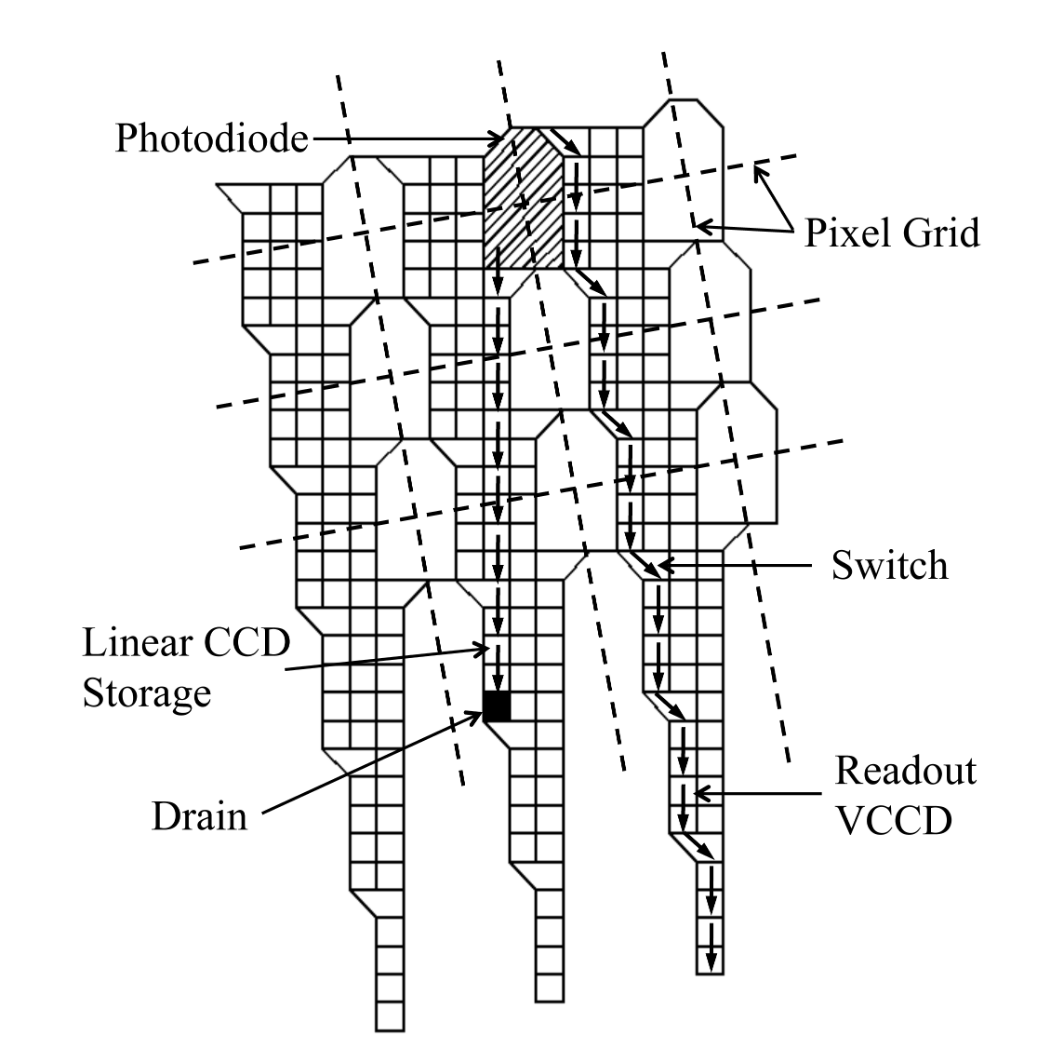 Photodiode
Pixel Grid
Switch
Linear CCD
Storage
Readout
VCCD
Drain